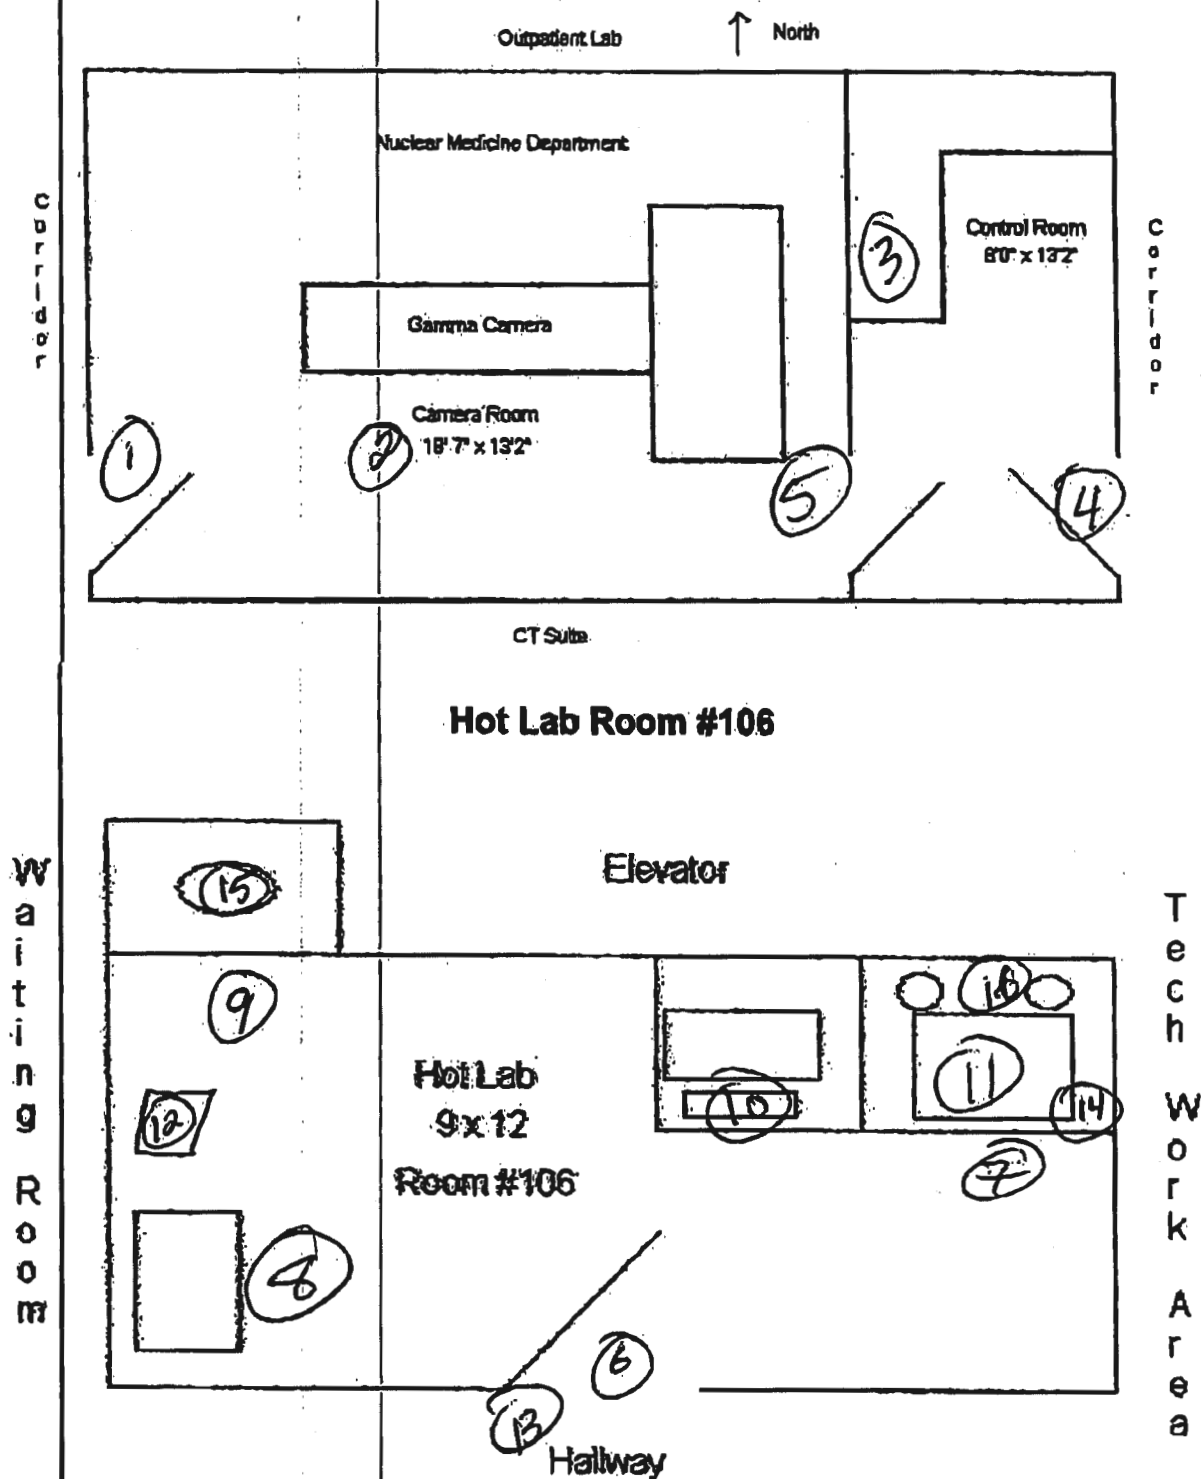 Outpatient Lab
North
Nuclear Medicine Department
Corridor
Control Room
8'0" x 13'2"
Corridor
3
Gamma Camera
Camera Room
18'7" x 13'2"
1
2
5
4
CT Suite
Hot Lab Room #106
Waiting Room
15
Elevator
Tech Work Area
9
16
Hot Lab
9 x 12
Room #106
12
10
11
14
7
8
6
13
Hallway